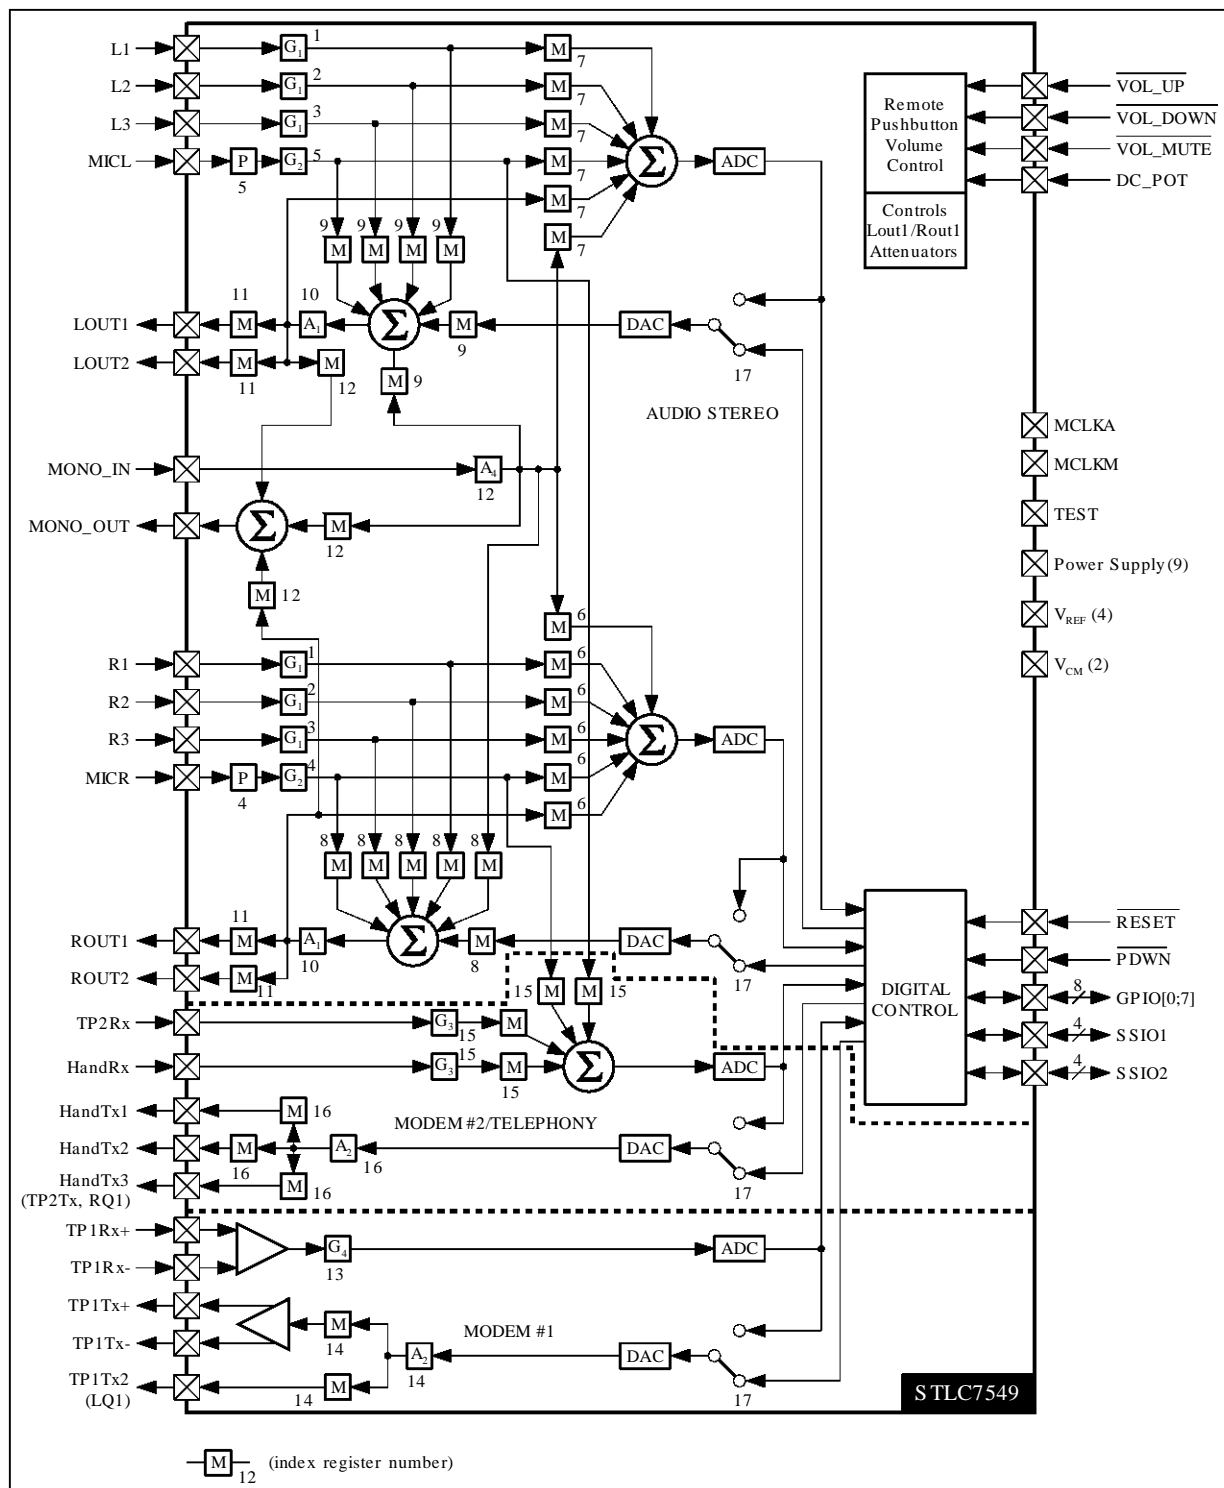 L1 G1 1 M 7
L2 G1 2 M 7 VOL_UP
L3 G1 3 M 7 Remote Pushbutton Volume Control VOL_DOWN
MICL P 5 G2 5 M 7 Σ ADC VOL_MUTE
M 7 DC_POT
9 M 9 M 9 M 9 M M 7 Controls Lout1/Rout1 Attenuators
LOUT1 11 M 10 A1 Σ M 9 DAC
LOUT2 M 11 M 12 M 9 17
AUDIO STEREO
MCLKA
MONO_IN A4 12 MCLKM
MONO_OUT Σ M 12 TEST
M 12 Power Supply(9)
M 6 VREF (4)
R1 G1 1 M 6 VCM (2)
R2 G1 2 M 6
R3 G1 3 M 6 Σ ADC
MICR P 4 G2 4 M 6
M 6
8 M 8 M 8 M 8 M 8 M
ROUT1 11 M A1 10 Σ M 8 DAC RESET
ROUT2 M 11 15 M M 15 17 PDWN
DIGITAL CONTROL
8 GPIO[0;7]
TP2Rx G3 15 M 4 SSIO1
HandRx G3 15 M 15 Σ ADC 4 SSIO2
HandTx1 M 16
MODEM #2/TELEPHONY
HandTx2 M 16 A2 16 DAC
HandTx3 M 16 17
(TP2Tx, RQ1)
TP1Rx+
G4 13 ADC
TP1Rx-
TP1Tx+
M 14 MODEM #1
TP1Tx-
A2 14 DAC
TP1Tx2 M 14 17
(LQ1)
STLC7549
M 12 (index register number)